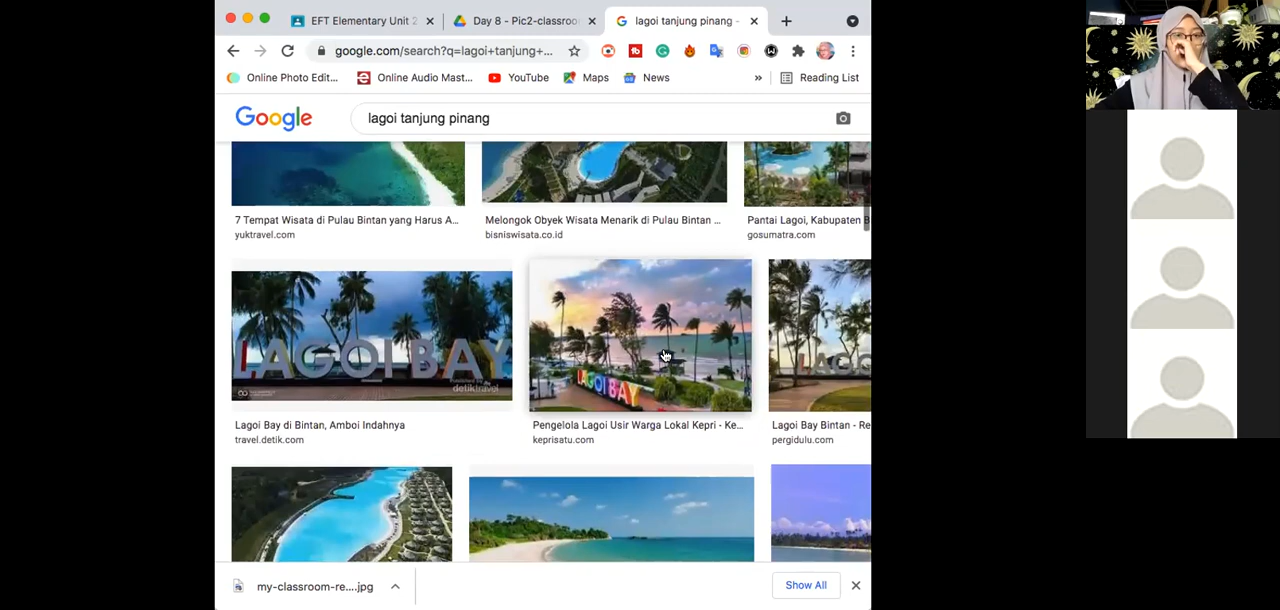 EFT Elementary Unit 2
Day 8 - Pic2-classroo
lagoi tanjung pinang -
google.com/search?q=lagoi+tanjung+...
Online Photo Edit...
Online Audio Mast...
YouTube
Maps
News
»
Reading List
Google
lagoi tanjung pinang
7 Tempat Wisata di Pulau Bintan yang Harus A...
yuktravel.com
Melongok Obyek Wisata Menarik di Pulau Bintan ...
bisniswisata.co.id
Pantai Lagoi, Kabupaten B
gosumatra.com
LAGOI BAY
detiktravel
LAGOI BAY
LAGO
Lagoi Bay di Bintan, Amboi Indahnya
travel.detik.com
Pengelola Lagoi Usir Warga Lokal Kepri - Ke...
keprisatu.com
Lagoi Bay Bintan - Re
pergidulu.com
my-classroom-re....jpg
Show All